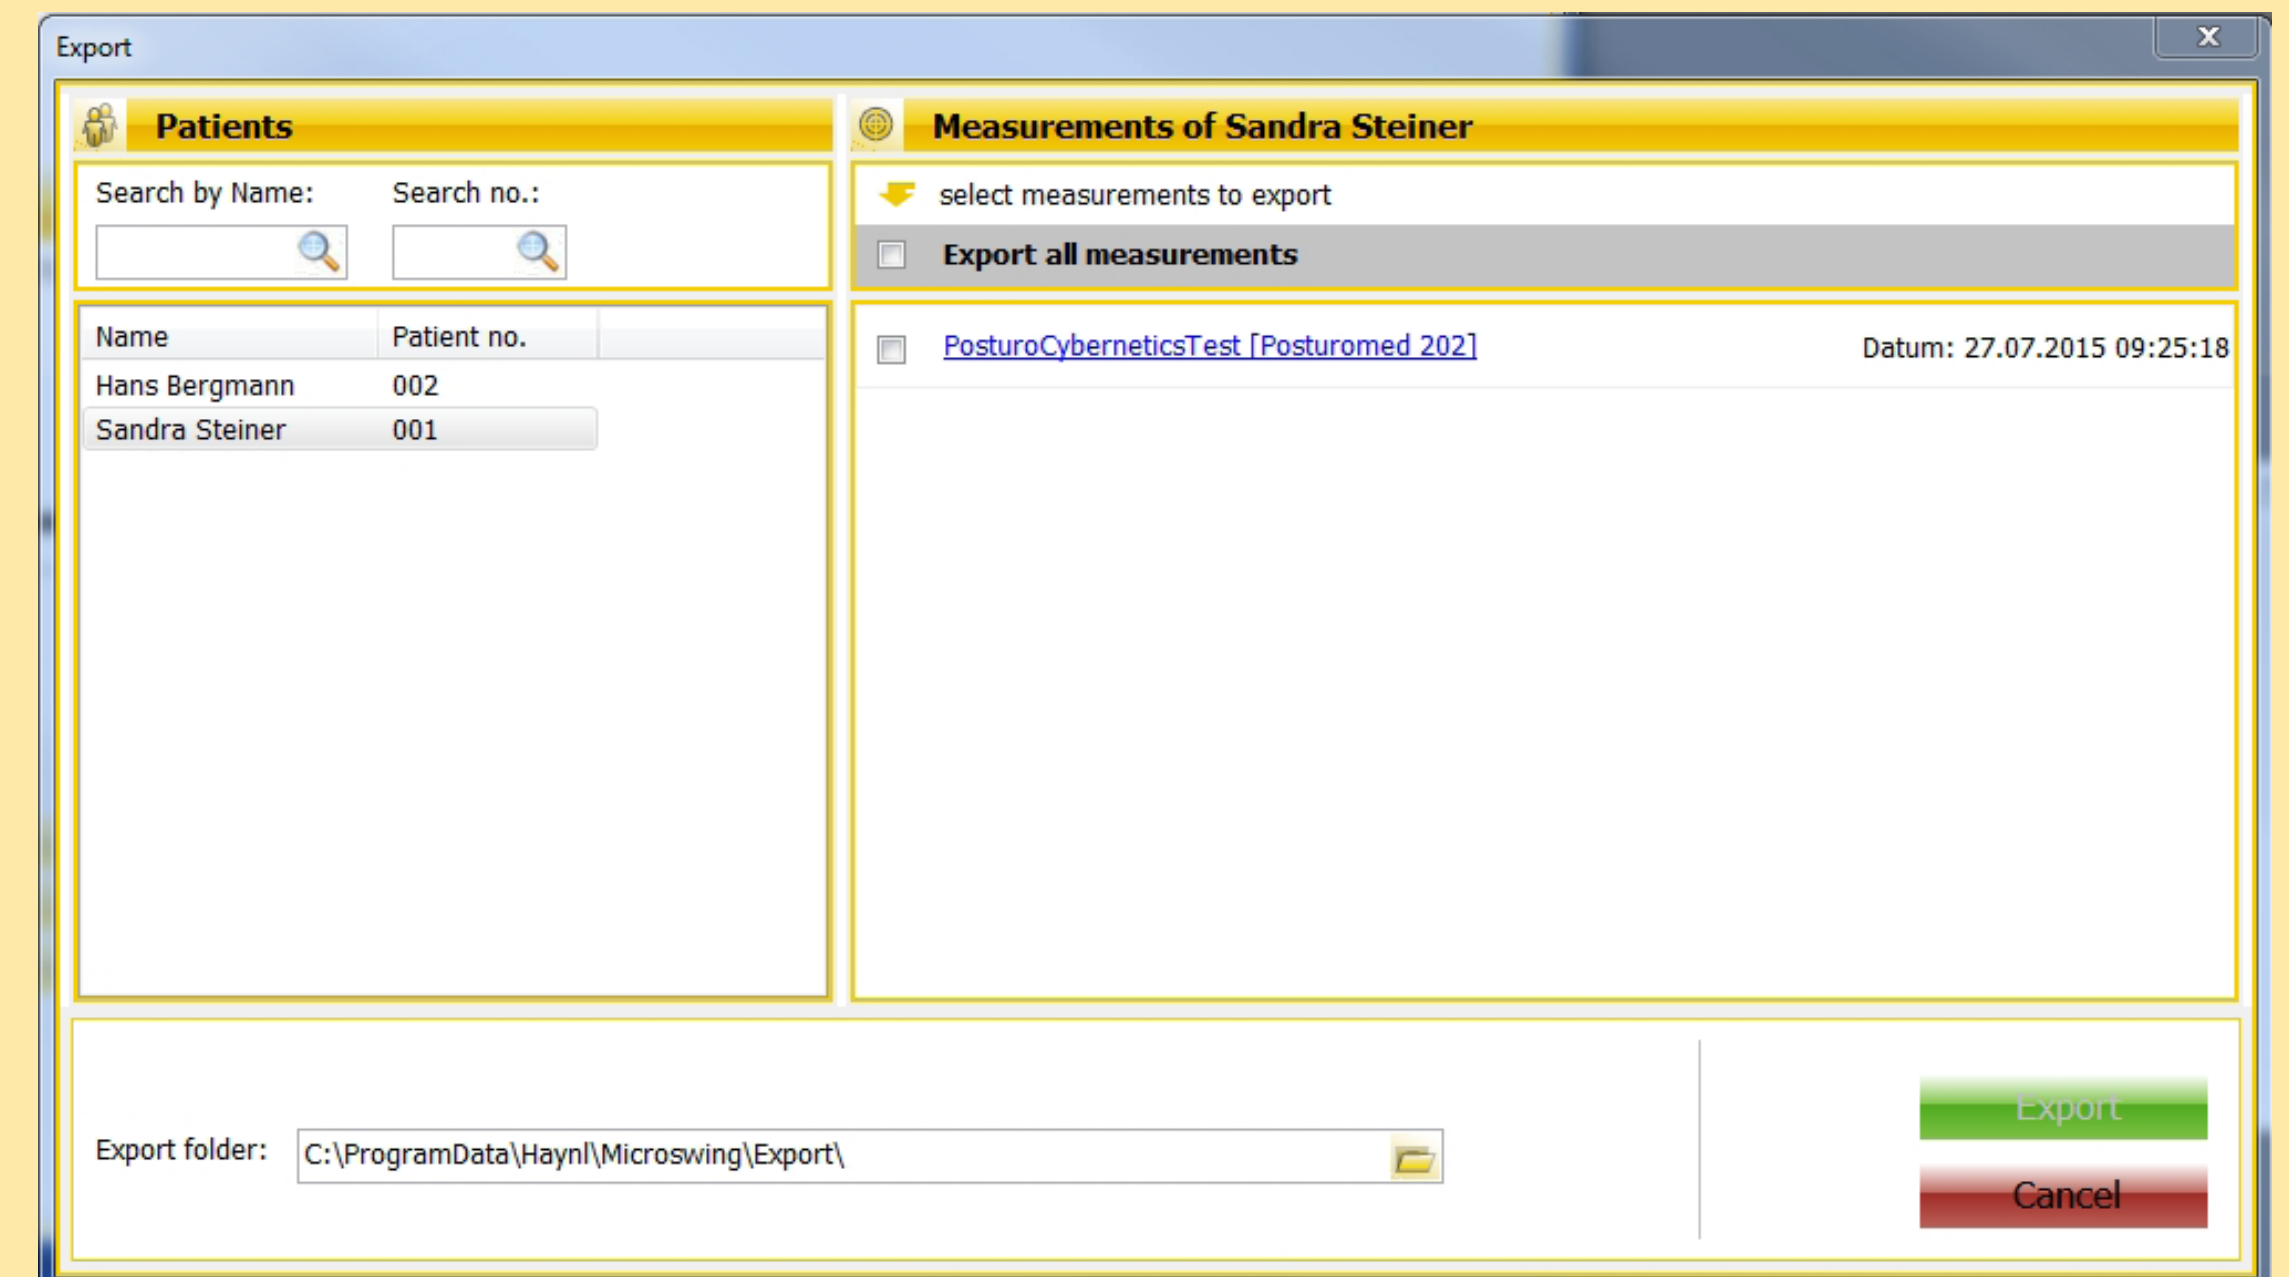 Export
X
Patients
Search by Name: Search no.:
Name Patient no.
Hans Bergmann 002
Sandra Steiner 001
Measurements of Sandra Steiner
select measurements to export
Export all measurements
PosturoCyberneticsTest [Posturomed 202] Datum: 27.07.2015 09:25:18
Export folder: C:\ProgramData\Haynl\Microswing\Export\
Export
Cancel